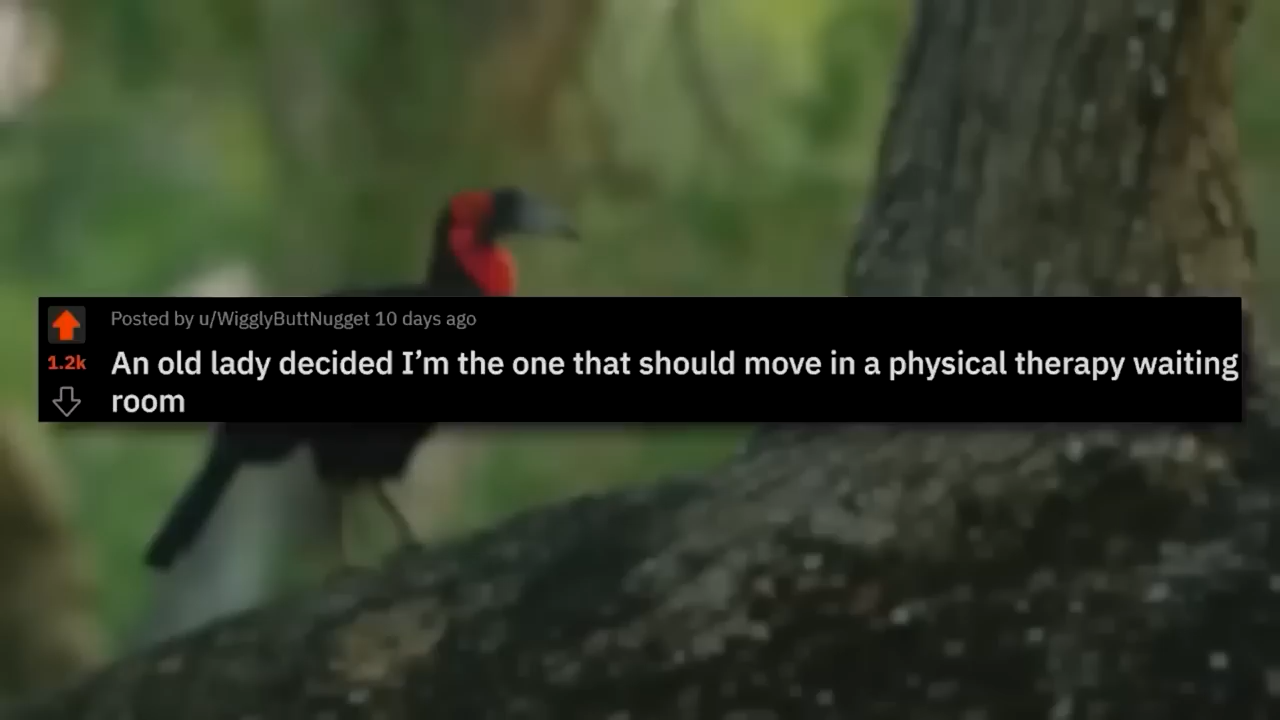 Posted by u/WigglyButtNugget 10 days ago
1.2k
An old lady decided I’m the one that should move in a physical therapy waiting
room